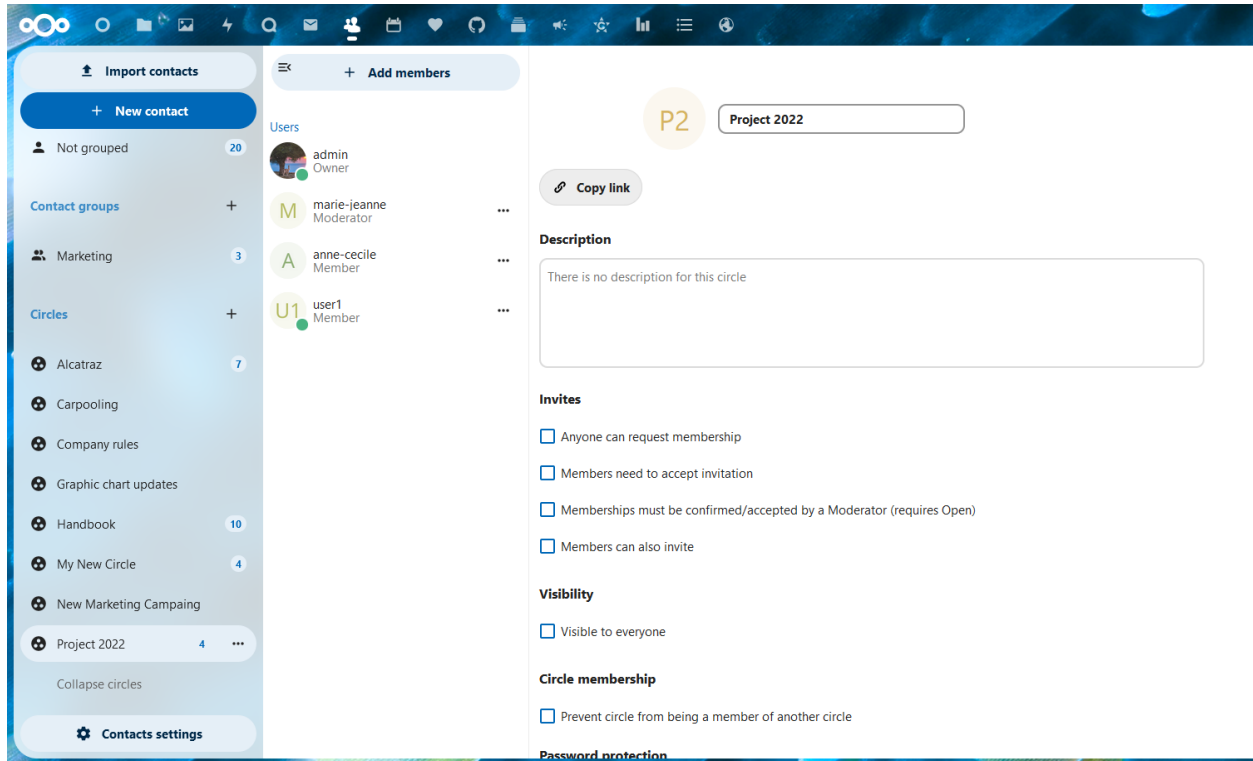 Import contacts
+ New contact
Not grouped 20
Contact groups +
Marketing 3
Circles +
Alcatraz 7
Carpooling
Company rules
Graphic chart updates
Handbook 10
My New Circle 4
New Marketing Campaing
Project 2022 4 ···
Collapse circles
Contacts settings
+ Add members
Users
admin
Owner
M
marie-jeanne
Moderator
A
anne-cecile
Member
U1
user1
Member
P2
Project 2022
Copy link
Description
There is no description for this circle
Invites
Anyone can request membership
Members need to accept invitation
Memberships must be confirmed/accepted by a Moderator (requires Open)
Members can also invite
Visibility
Visible to everyone
Circle membership
Prevent circle from being a member of another circle
Password protection